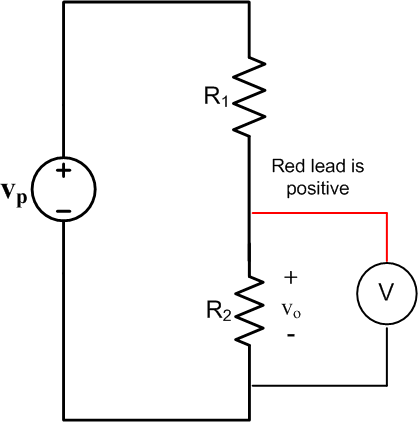 R1
Red lead is
positive
+
vp
−
+
R2
vo
V
-